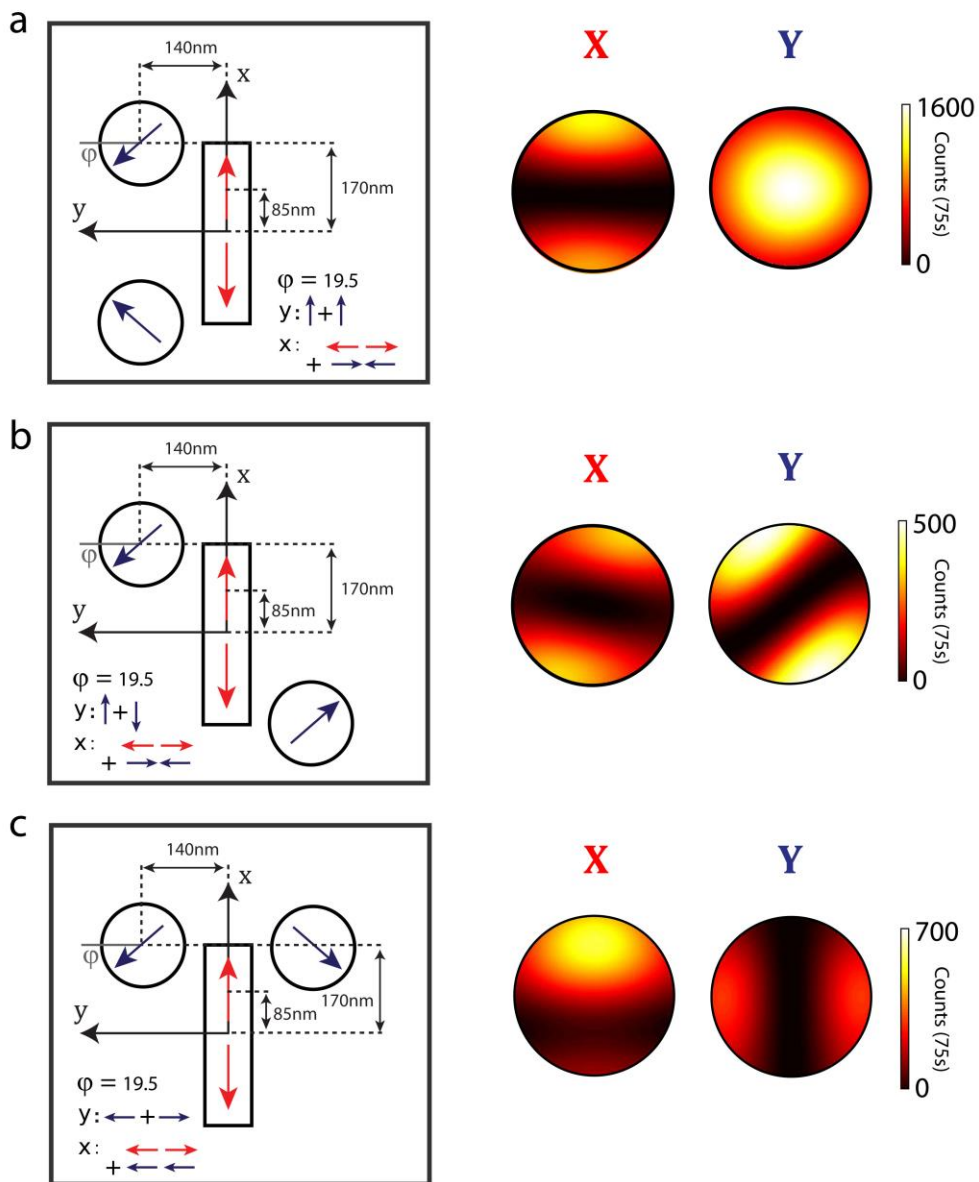 a
140nm
x
φ
170nm
85nm
y
φ = 19.5
y: ↑+↑
x: ← →
+ → ←
X Y
1600
Counts (75s)
0
b
140nm
x
φ
170nm
85nm
y
φ = 19.5
y: ↑+↓
x: ← →
+ → ←
X Y
500
Counts (75s)
0
c
140nm
x
φ
170nm
85nm
y
φ = 19.5
y: ← + →
x: ← →
+ ← ←
X Y
700
Counts (75s)
0